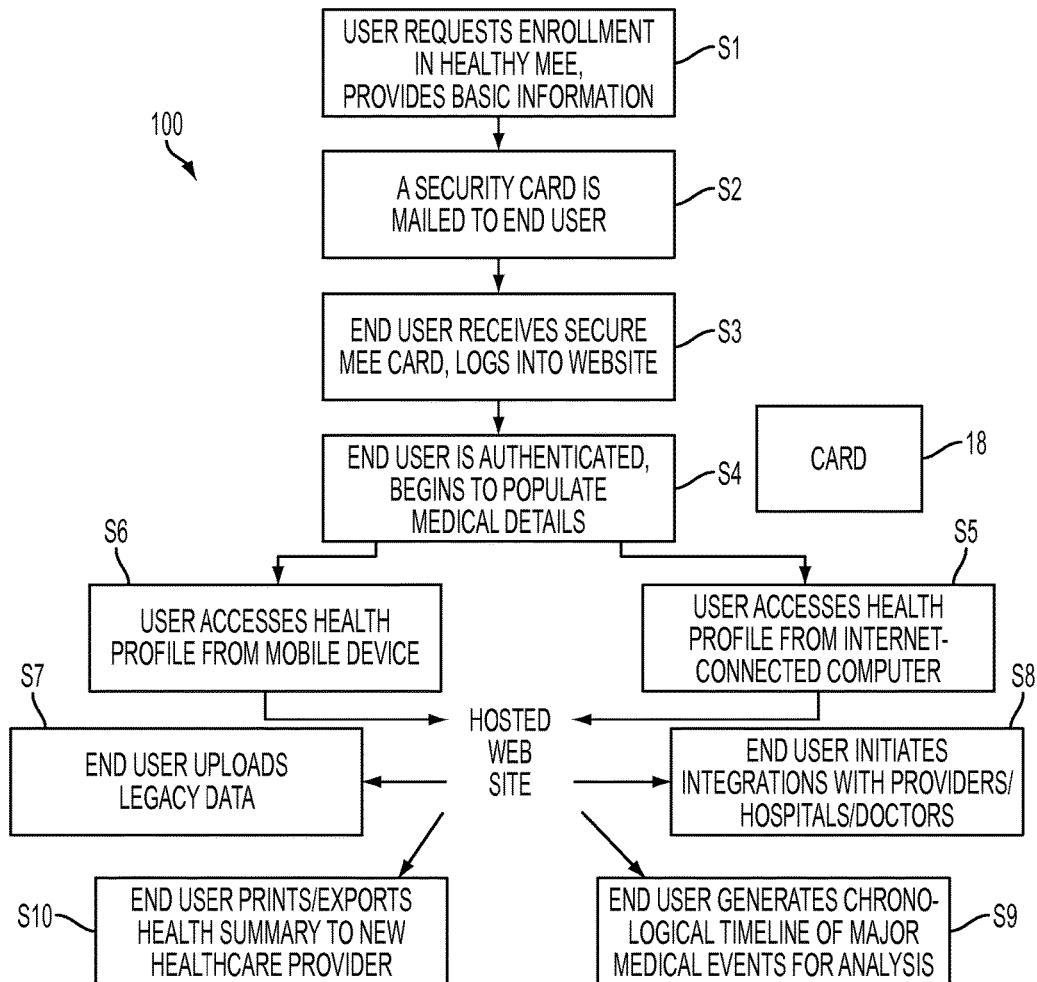 USER REQUESTS ENROLLMENT
IN HEALTHY MEE,
PROVIDES BASIC INFORMATION
S1
100
A SECURITY CARD IS
MAILED TO END USER
S2
END USER RECEIVES SECURE
MEE CARD, LOGS INTO WEBSITE
S3
END USER IS AUTHENTICATED,
BEGINS TO POPULATE
MEDICAL DETAILS
S4
CARD
18
S6
USER ACCESSES HEALTH
PROFILE FROM MOBILE DEVICE
S5
USER ACCESSES HEALTH
PROFILE FROM INTERNET-
CONNECTED COMPUTER
HOSTED
WEB
SITE
S7
END USER UPLOADS
LEGACY DATA
S8
END USER INITIATES
INTEGRATIONS WITH PROVIDERS/
HOSPITALS/DOCTORS
S10
END USER PRINTS/EXPORTS
HEALTH SUMMARY TO NEW
HEALTHCARE PROVIDER
END USER GENERATES CHRONO-
LOGICAL TIMELINE OF MAJOR
MEDICAL EVENTS FOR ANALYSIS
S9